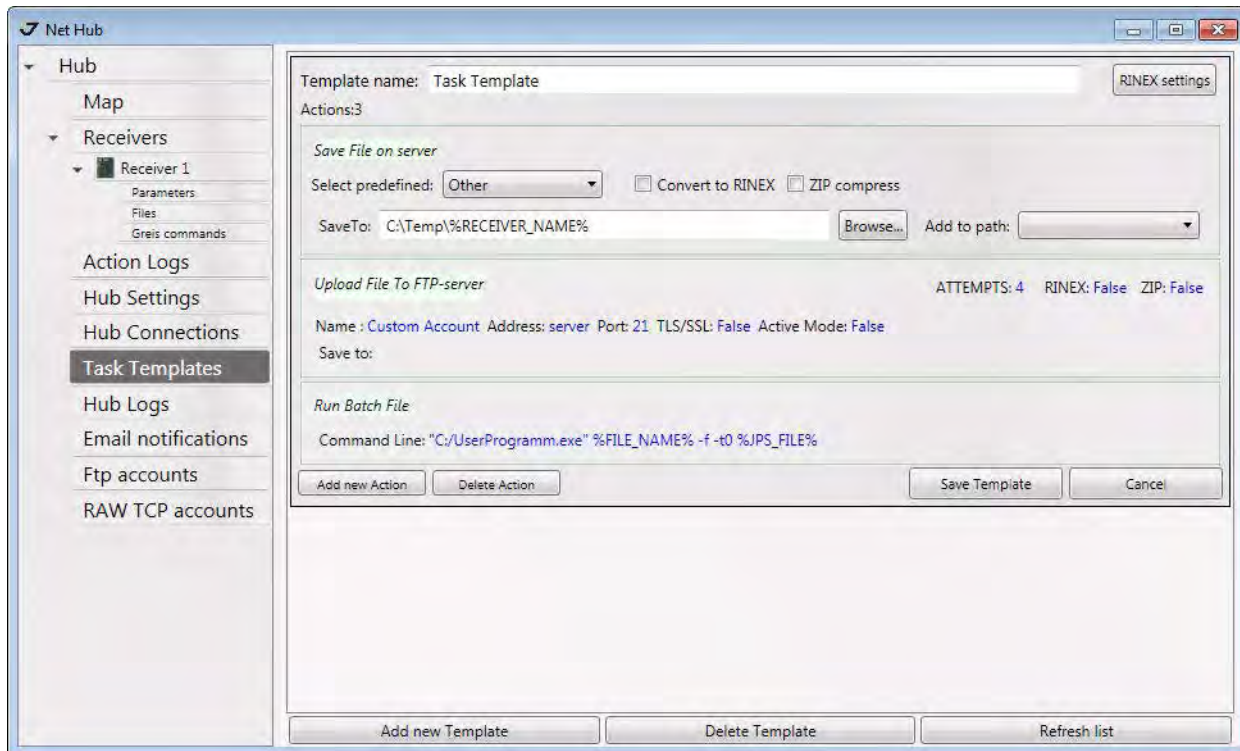 Net Hub
Hub
Map
Receivers
Receiver 1
Parameters
Files
Greis commands
Action Logs
Hub Settings
Hub Connections
Task Templates
Hub Logs
Email notifications
Ftp accounts
RAW TCP accounts
Template name: Task Template RINEX settings
Actions:3
Save File on server
Select predefined: Other Convert to RINEX ZIP compress
SaveTo: C:\Temp\%RECEIVER_NAME% Browse... Add to path:
Upload File To FTP-server ATTEMPTS: 4 RINEX: False ZIP: False
Name : Custom Account Address: server Port: 21 TLS/SSL: False Active Mode: False
Save to:
Run Batch File
Command Line: "C:/UserProgramm.exe" %FILE_NAME% -f -t0 %JPS_FILE%
Add new Action Delete Action Save Template Cancel
Add new Template Delete Template Refresh list